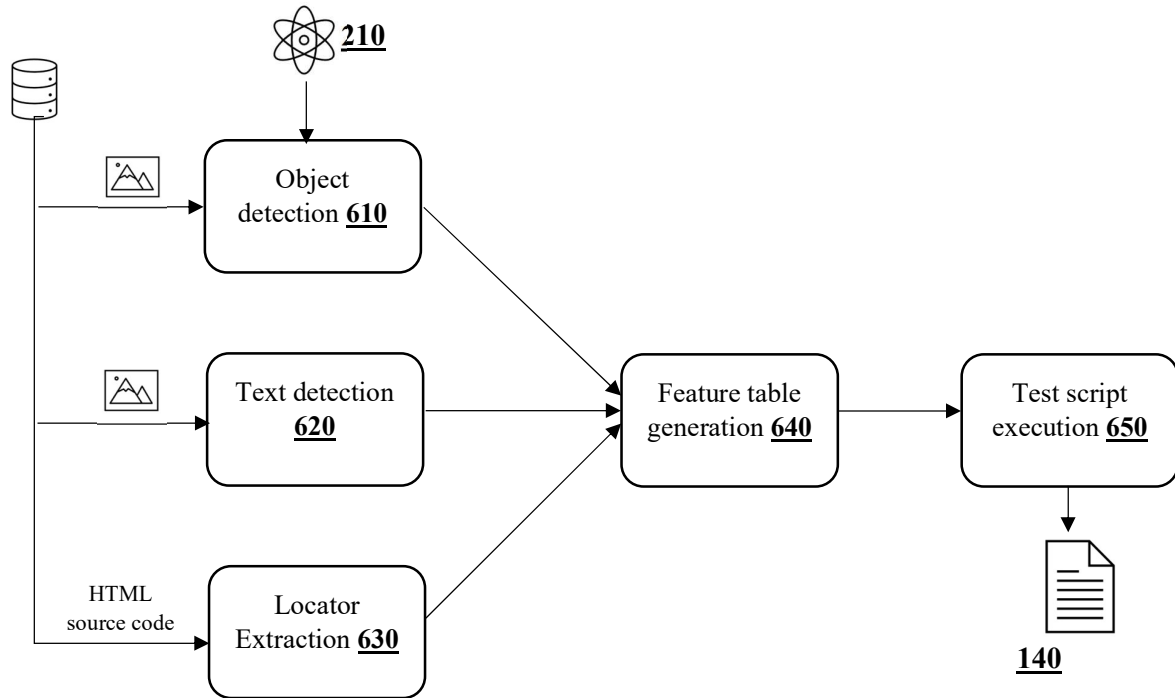 210
Object
detection 610
Text detection
620
Feature table
generation 640
Test script
execution 650
HTML
source code
Locator
Extraction 630
140